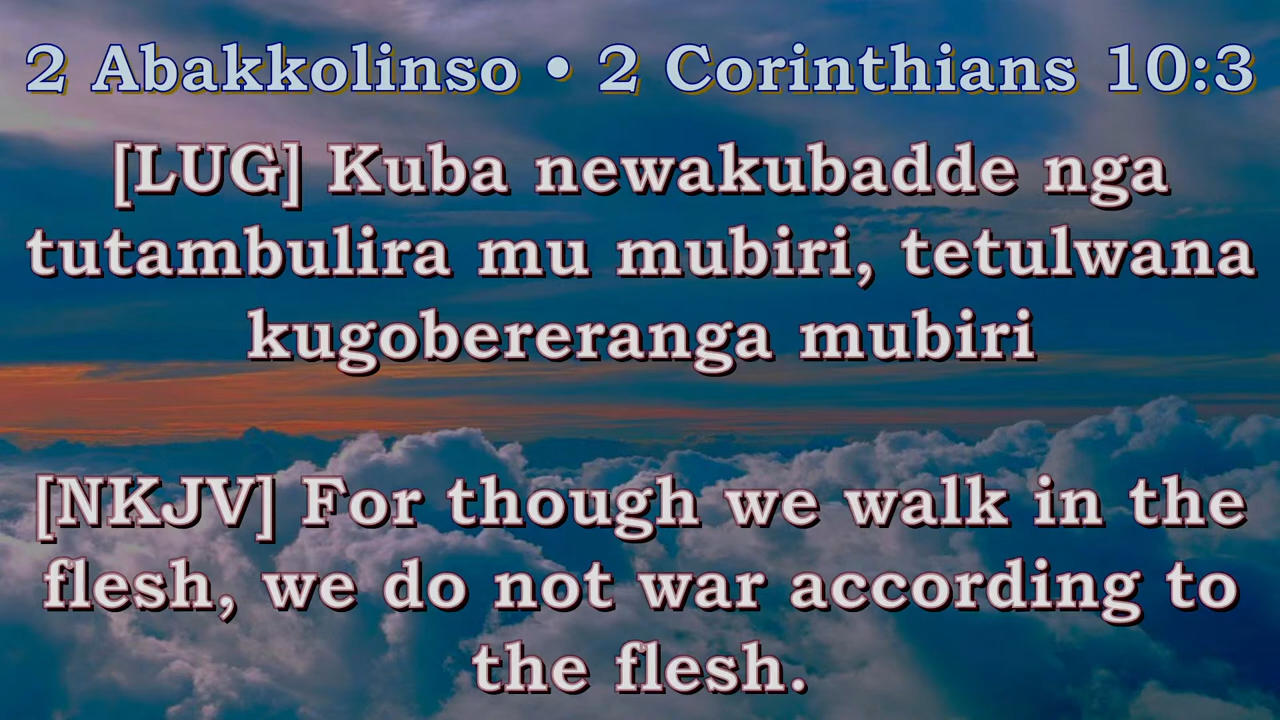 2 Abakkolinso • 2 Corinthians 10:3
[LUG] Kuba newakubadde nga
tutambulira mu mubiri, tetulwana
kugobereranga mubiri
[NKJV] For though we walk in the
flesh, we do not war according to
the flesh.